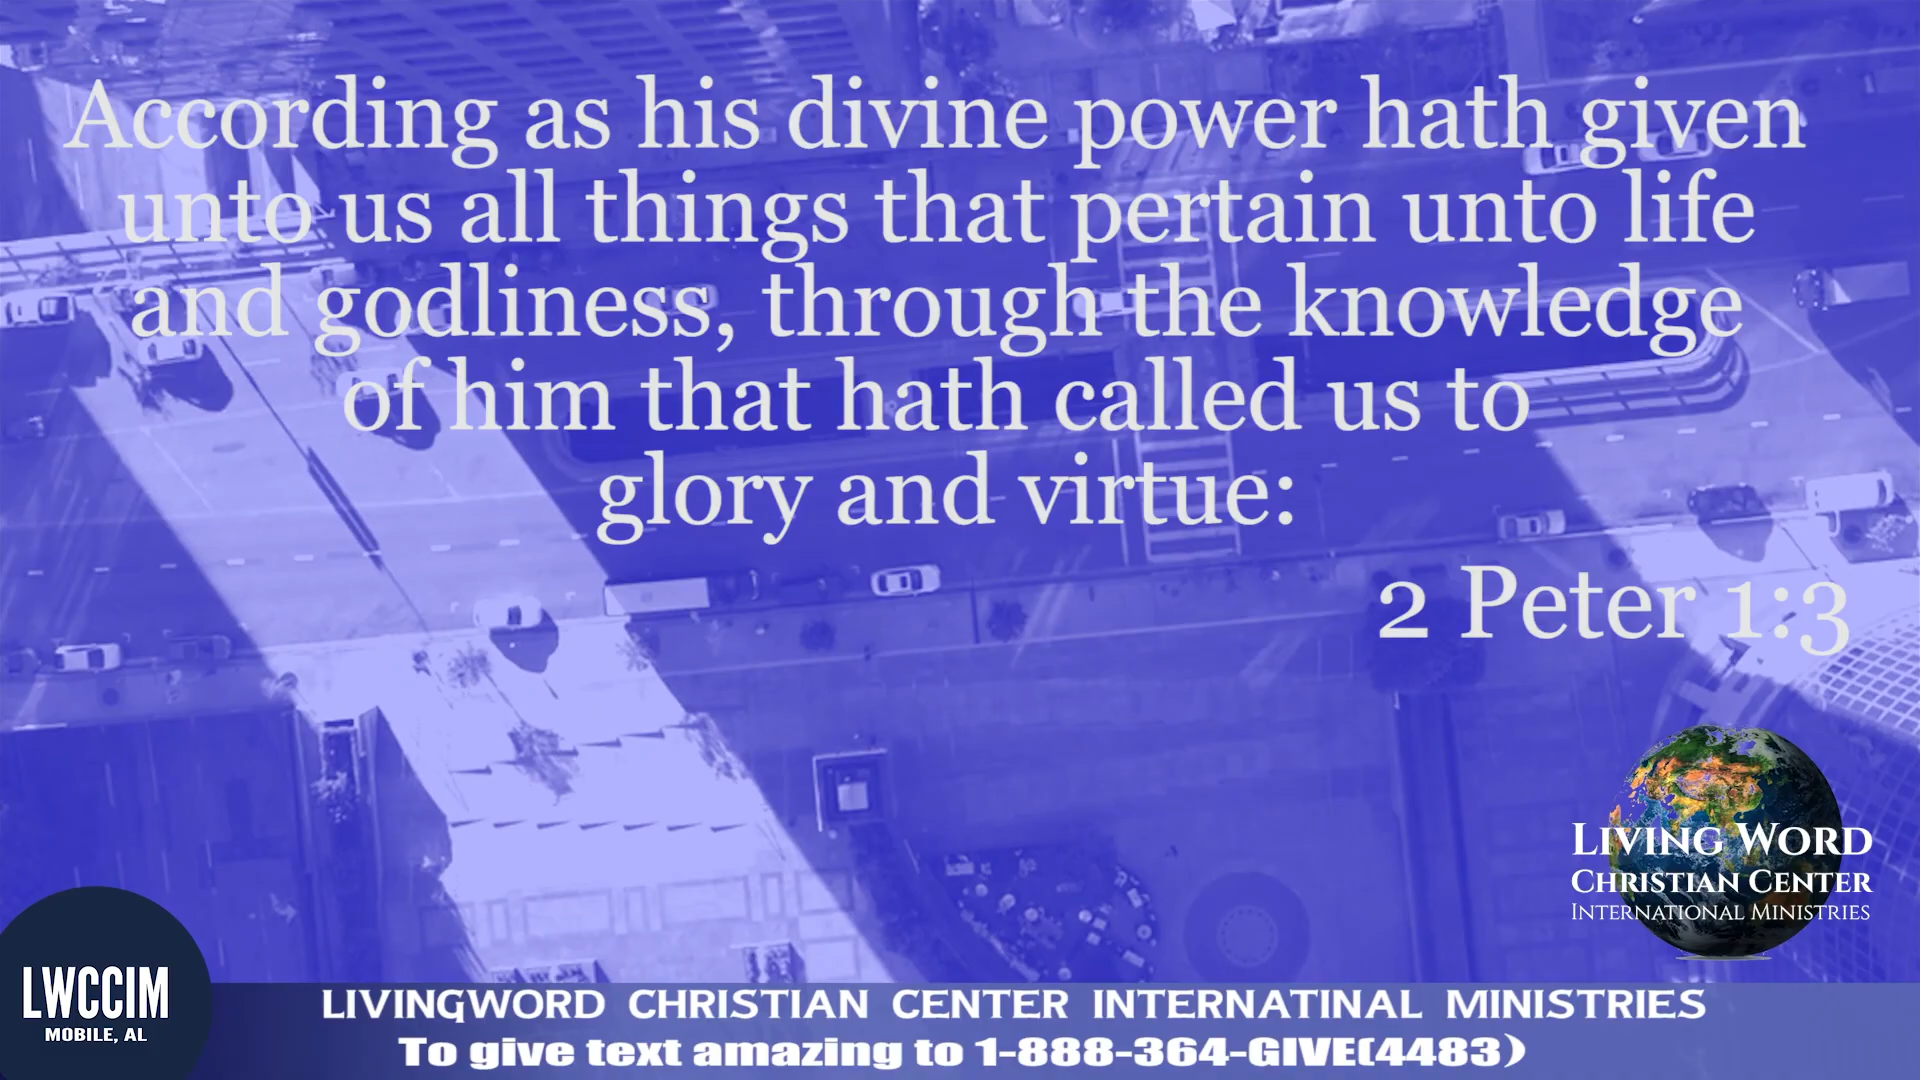 According as his divine power hath given
unto us all things that pertain unto life
and godliness, through the knowledge
of him that hath called us to
glory and virtue:
2 Peter 1:3
LIVING WORD
CHRISTIAN CENTER
INTERNATIONAL MINISTRIES
LWCCIM
MOBILE, AL
LIVINGWORD CHRISTIAN CENTER INTERNATINAL MINISTRIES
To give text amazing to 1-888-364-GIVE(4483)